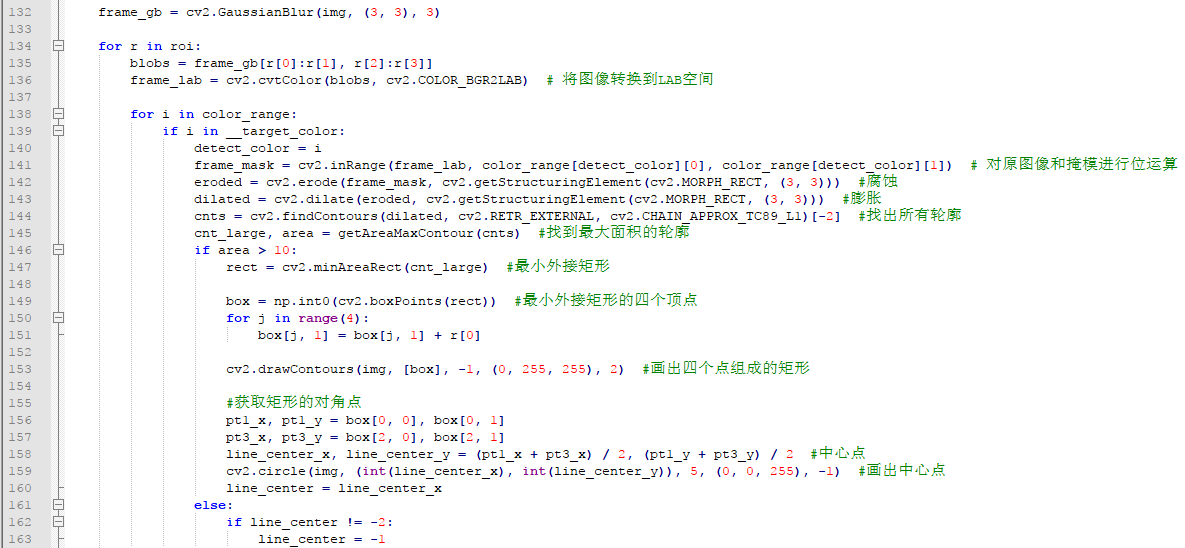 132 frame_gb = cv2.GaussianBlur(img, (3, 3), 3)
133
134 for r in roi:
135 blobs = frame_gb[r[0]:r[1], r[2]:r[3]]
136 frame_lab = cv2.cvtColor(blobs, cv2.COLOR_BGR2LAB)  # 将图像转换到LAB空间
137
138 for i in color_range:
139 if i in __target_color:
140 detect_color = i
141 frame_mask = cv2.inRange(frame_lab, color_range[detect_color][0], color_range[detect_color][1])  # 对原图像和掩模进行位运算
142 eroded = cv2.erode(frame_mask, cv2.getStructuringElement(cv2.MORPH_RECT, (3, 3)))  #腐蚀
143 dilated = cv2.dilate(eroded, cv2.getStructuringElement(cv2.MORPH_RECT, (3, 3)))  #膨胀
144 cnts = cv2.findContours(dilated, cv2.RETR_EXTERNAL, cv2.CHAIN_APPROX_TC89_L1)[-2]  #找出所有轮廓
145 cnt_large, area = getAreaMaxContour(cnts)  #找到最大面积的轮廓
146 if area > 10:
147 rect = cv2.minAreaRect(cnt_large)  #最小外接矩形
148
149 box = np.int0(cv2.boxPoints(rect))  #最小外接矩形的四个顶点
150 for j in range(4):
151 box[j, 1] = box[j, 1] + r[0]
152
153 cv2.drawContours(img, [box], -1, (0, 255, 255), 2)  #画出四个点组成的矩形
154
155 #获取矩形的对角点
156 pt1_x, pt1_y = box[0, 0], box[0, 1]
157 pt3_x, pt3_y = box[2, 0], box[2, 1]
158 line_center_x, line_center_y = (pt1_x + pt3_x) / 2, (pt1_y + pt3_y) / 2  #中心点
159 cv2.circle(img, (int(line_center_x), int(line_center_y)), 5, (0, 0, 255), -1)  #画出中心点
160 line_center = line_center_x
161 else:
162 if line_center != -2:
163 line_center = -1